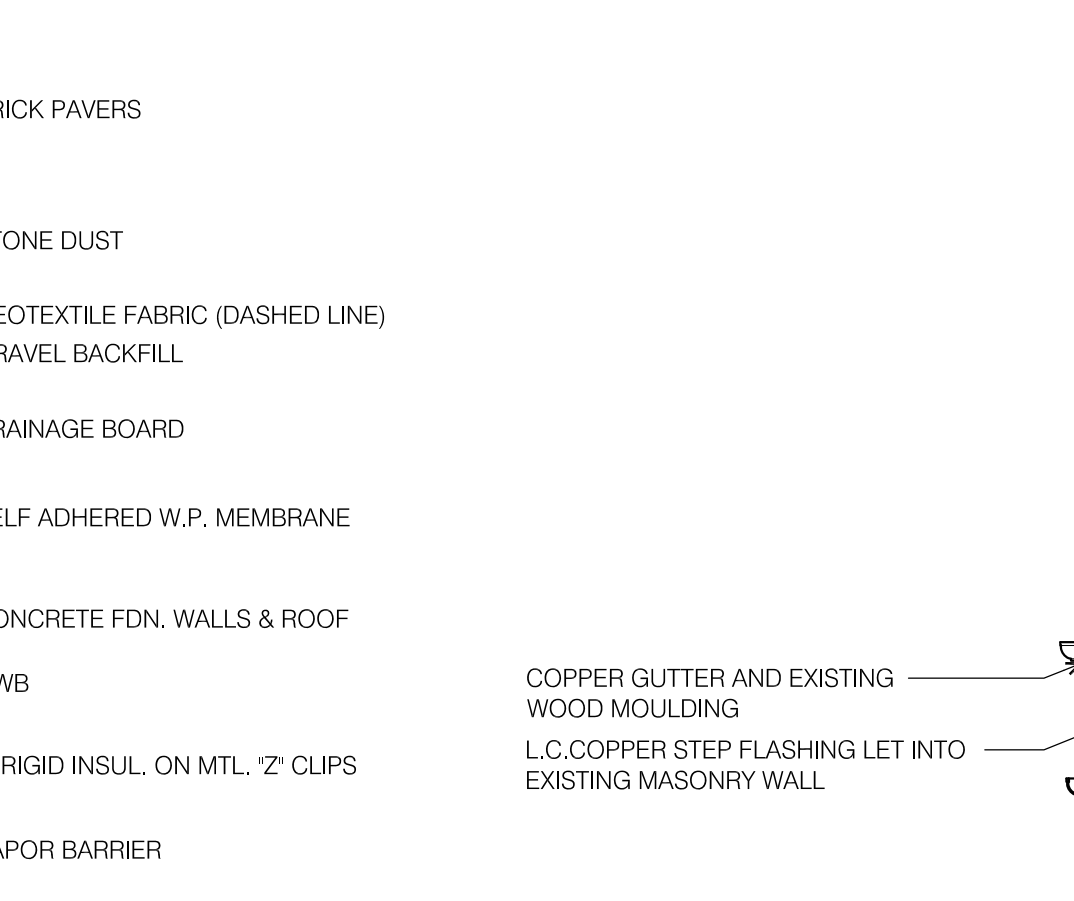 RICK PAVERS
TONE DUST
EOTEXTILE FABRIC (DASHED LINE)
RAVEL BACKFILL
RAINAGE BOARD
ELF ADHERED W.P. MEMBRANE
ONCRETE FDN. WALLS & ROOF
WB
RIGID INSUL. ON MTL. "Z" CLIPS
APOR BARRIER
COPPER GUTTER AND EXISTING
WOOD MOULDING
L.C.COPPER STEP FLASHING LET INTO
EXISTING MASONRY WALL